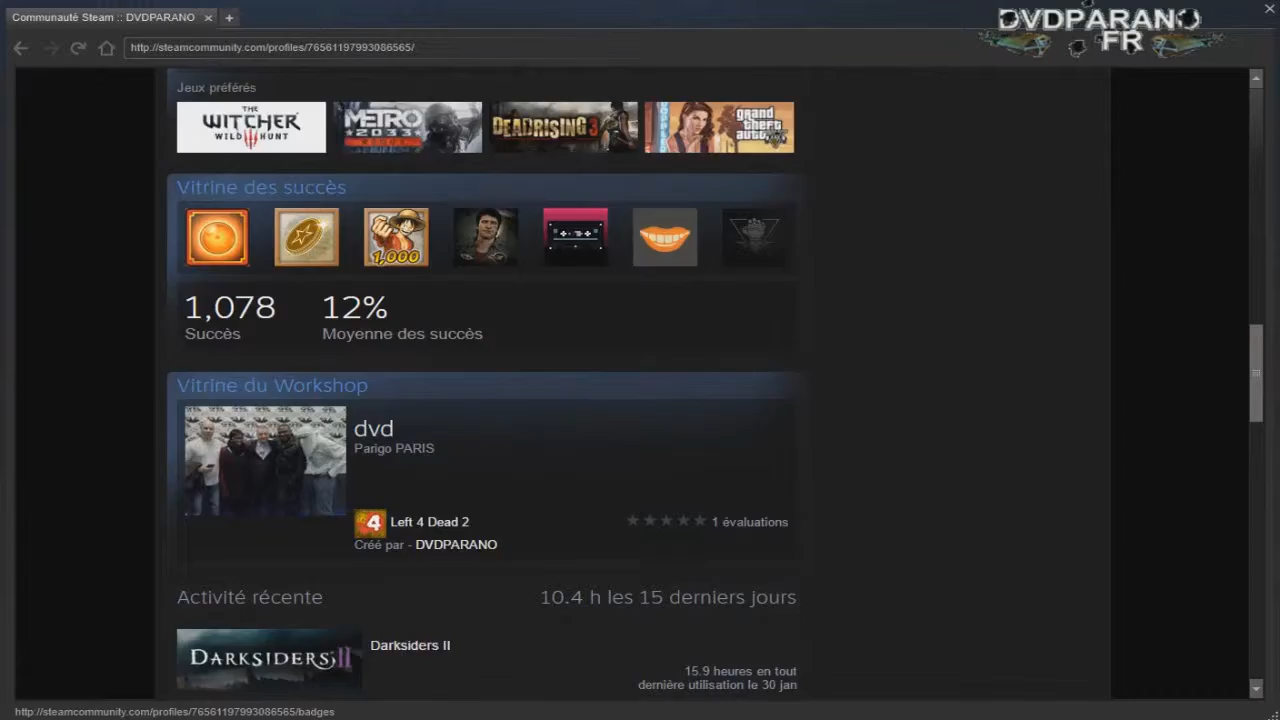 Communauté Steam :: DVDPARANO
DVDPARANO
FR
http://steamcommunity.com/profiles/76561197993086565/
Jeux préférés
THE WITCHER WILD HUNT
METRO 2033 REDUX
DEADRISING 3
grand theft auto V
Vitrine des succès
1,000
1,078
12%
Succès
Moyenne des succès
Vitrine du Workshop
dvd
Parigo PARIS
4
Left 4 Dead 2
1 évaluations
Créé par - DVDPARANO
Activité récente
10.4 h les 15 derniers jours
DARKSIDERS II
Darksiders II
15.9 heures en tout
dernière utilisation le 30 jan
http://steamcommunity.com/profiles/76561197993086565/badges